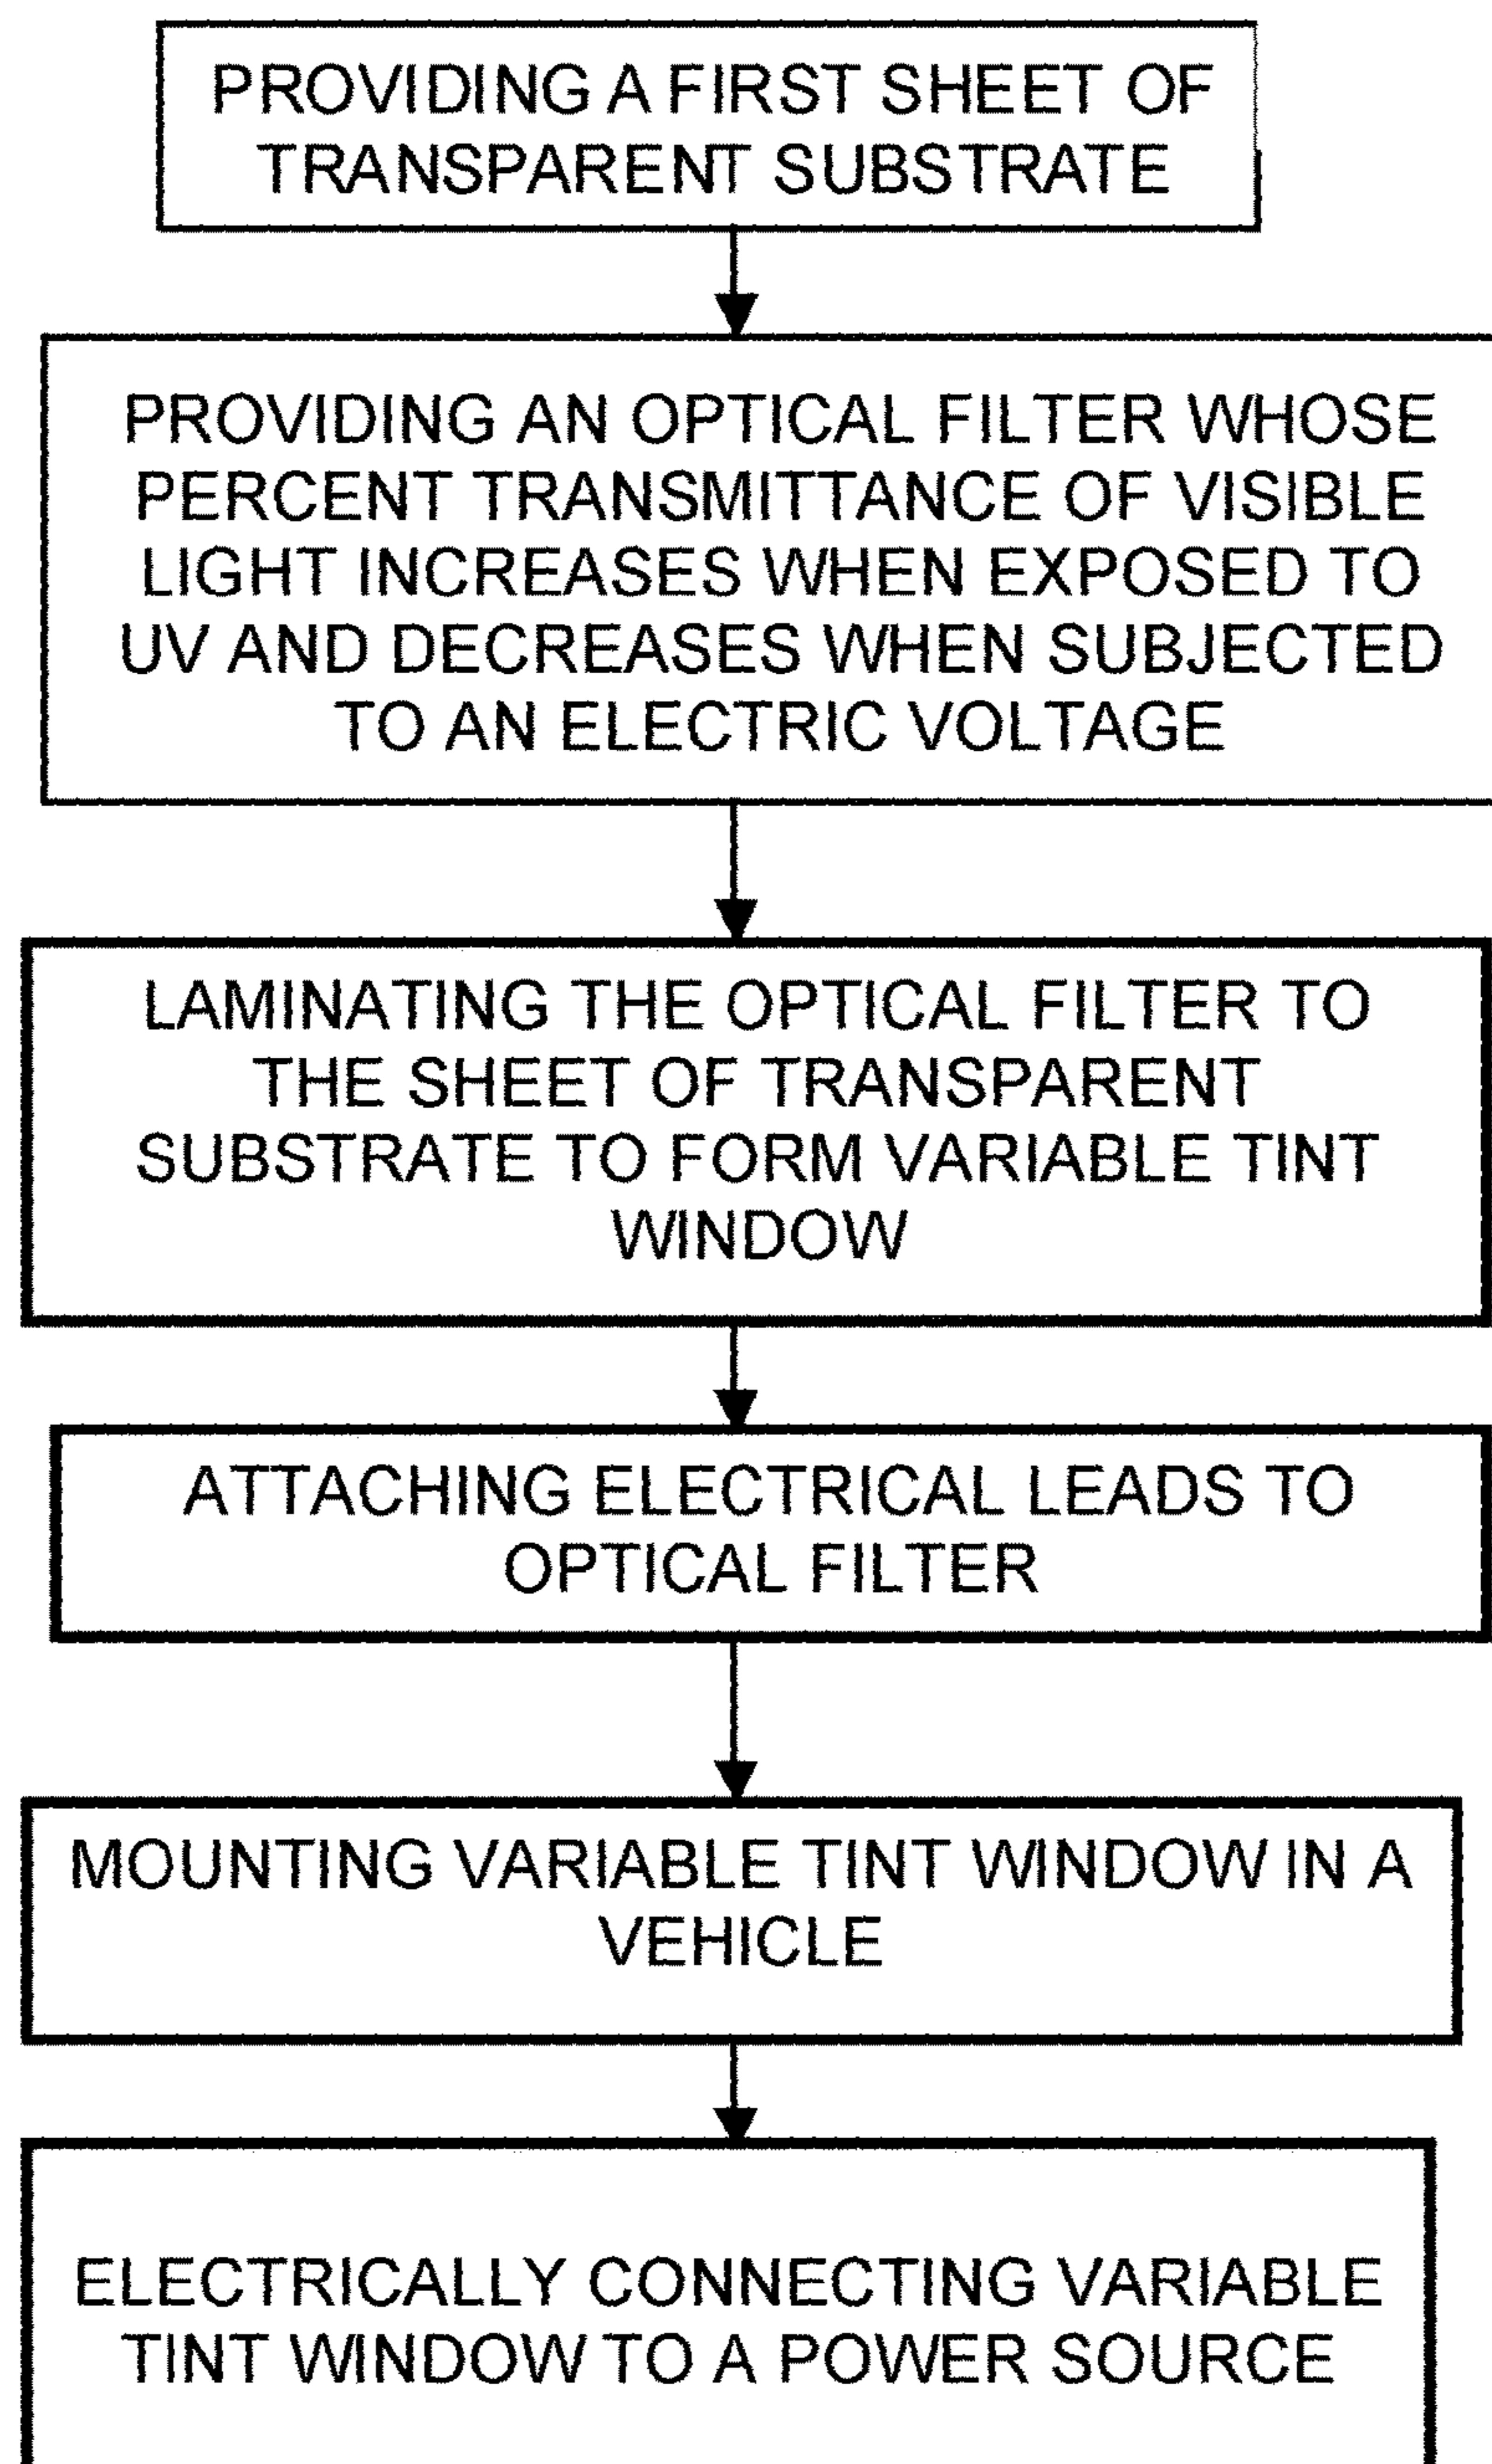 PROVIDING A FIRST SHEET OF
TRANSPARENT SUBSTRATE
PROVIDING AN OPTICAL FILTER WHOSE
PERCENT TRANSMITTANCE OF VISIBLE
LIGHT INCREASES WHEN EXPOSED TO
UV AND DECREASES WHEN SUBJECTED
TO AN ELECTRIC VOLTAGE
LAMINATING THE OPTICAL FILTER TO
THE SHEET OF TRANSPARENT
SUBSTRATE TO FORM VARIABLE TINT
WINDOW
ATTACHING ELECTRICAL LEADS TO
OPTICAL FILTER
MOUNTING VARIABLE TINT WINDOW IN A
VEHICLE
ELECTRICALLY CONNECTING VARIABLE
TINT WINDOW TO A POWER SOURCE